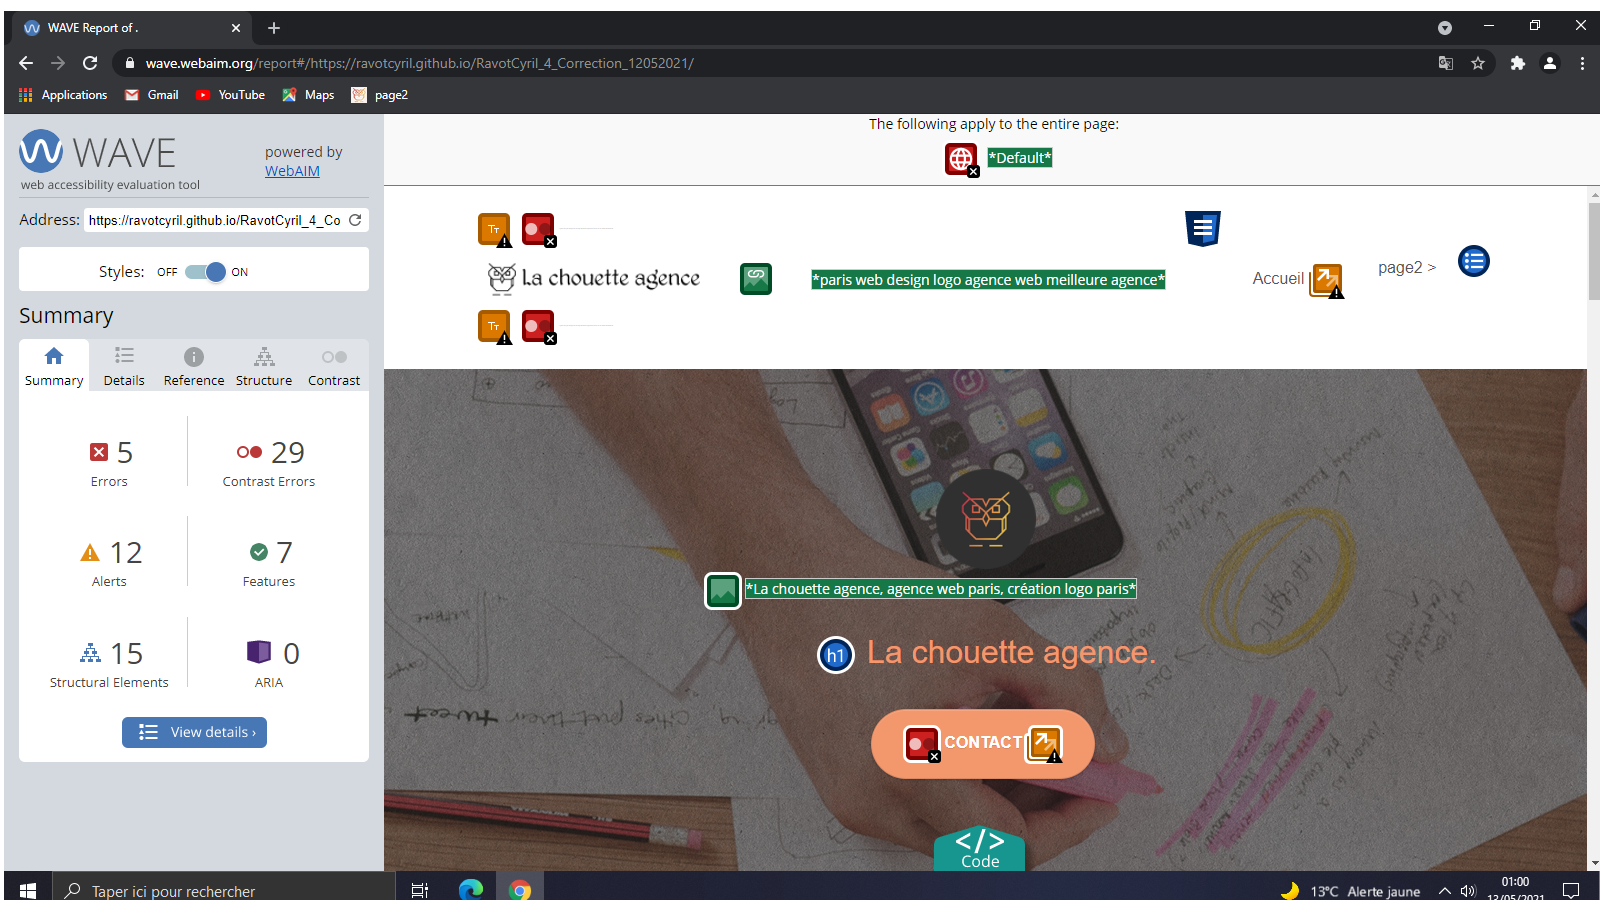 WAVE Report of .
wave.webaim.org/report#/https://ravotcyril.github.io/RavotCyril_4_Correction_12052021/
Applications
Gmail
YouTube
Maps
page2
WAVE
web accessibility evaluation tool
powered by
WebAIM
Address: https://ravotcyril.github.io/RavotCyril_4_Co
Styles: OFF ON
Summary
Summary Details Reference Structure Contrast
5
Errors
29
Contrast Errors
12
Alerts
7
Features
15
Structural Elements
0
ARIA
View details ›
The following apply to the entire page:
*Default*
La chouette agence
*paris web design logo agence web meilleure agence*
Accueil
page2 >
*La chouette agence, agence web paris, création logo paris*
h1 La chouette agence.
CONTACT
</>
Code
Taper ici pour rechercher
13°C Alerte jaune
01:00
13/05/2021